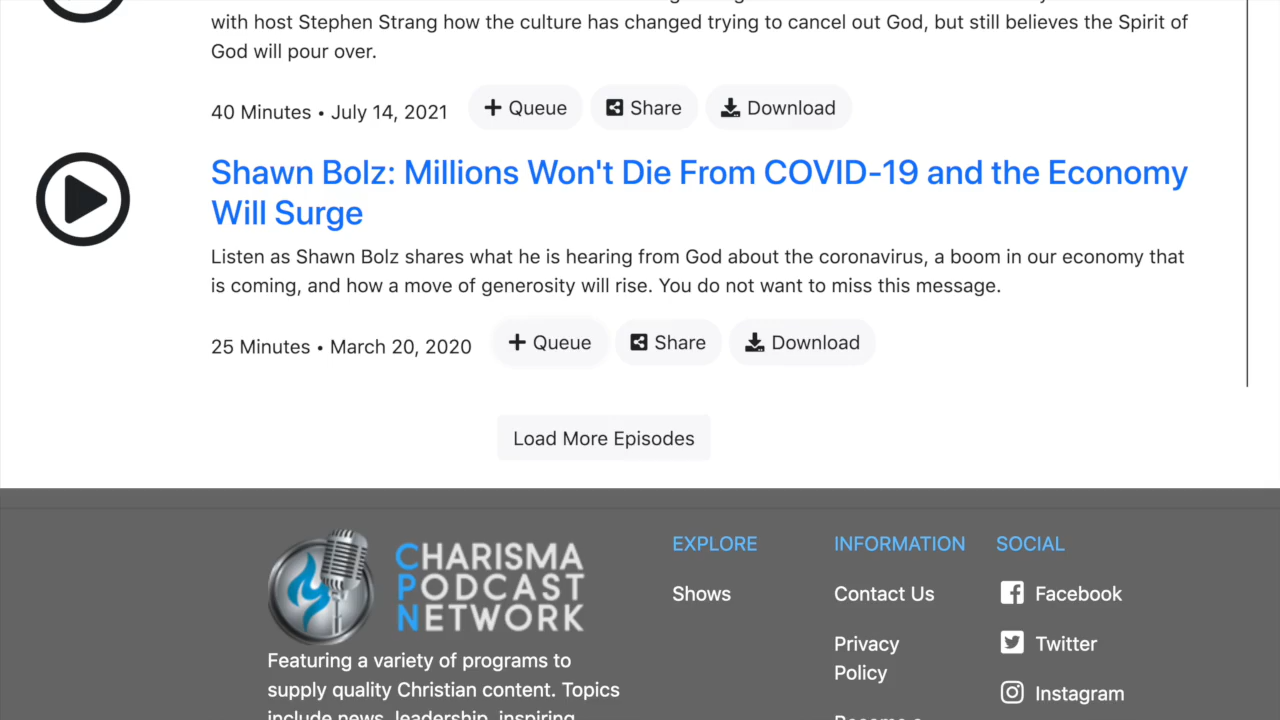 with host Stephen Strang how the culture has changed trying to cancel out God, but still believes the Spirit of
God will pour over.
40 Minutes • July 14, 2021
Queue
Share
Download
Shawn Bolz: Millions Won't Die From COVID-19 and the Economy
Will Surge
Listen as Shawn Bolz shares what he is hearing from God about the coronavirus, a boom in our economy that
is coming, and how a move of generosity will rise. You do not want to miss this message.
25 Minutes • March 20, 2020
Queue
Share
Download
Load More Episodes
CHARISMA
PODCAST
NETWORK
Featuring a variety of programs to
supply quality Christian content. Topics
include news, leadership, inspiring
EXPLORE
Shows
INFORMATION
Contact Us
Privacy
Policy
Become a
SOCIAL
Facebook
Twitter
Instagram